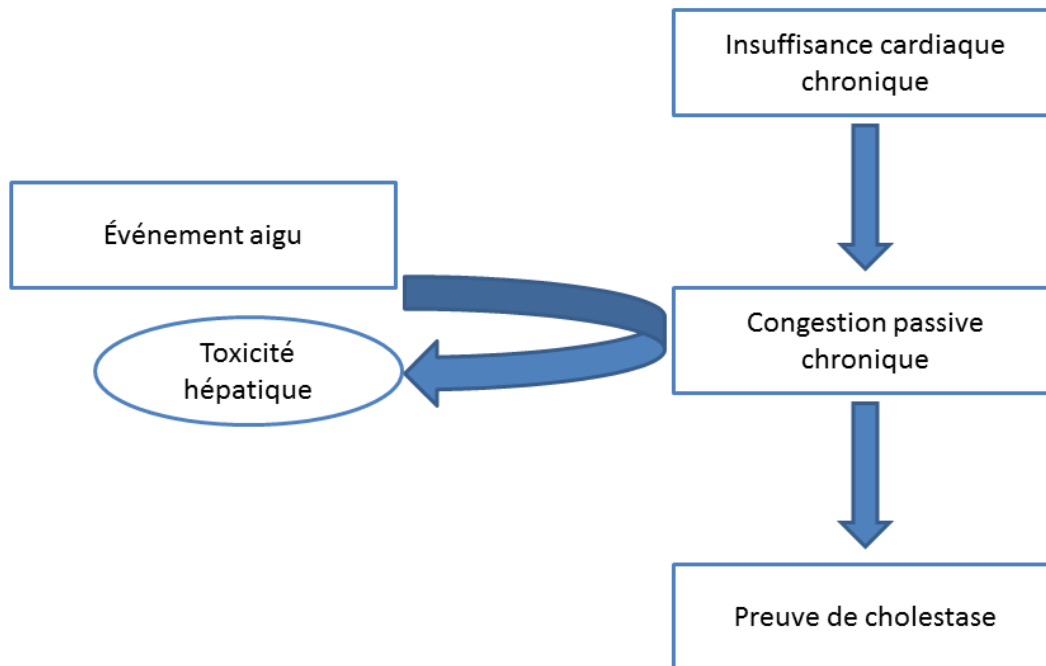 Insuffisance cardiaque
chronique
Événement aigu
Toxicité
hépatique
Congestion passive
chronique
Preuve de cholestase